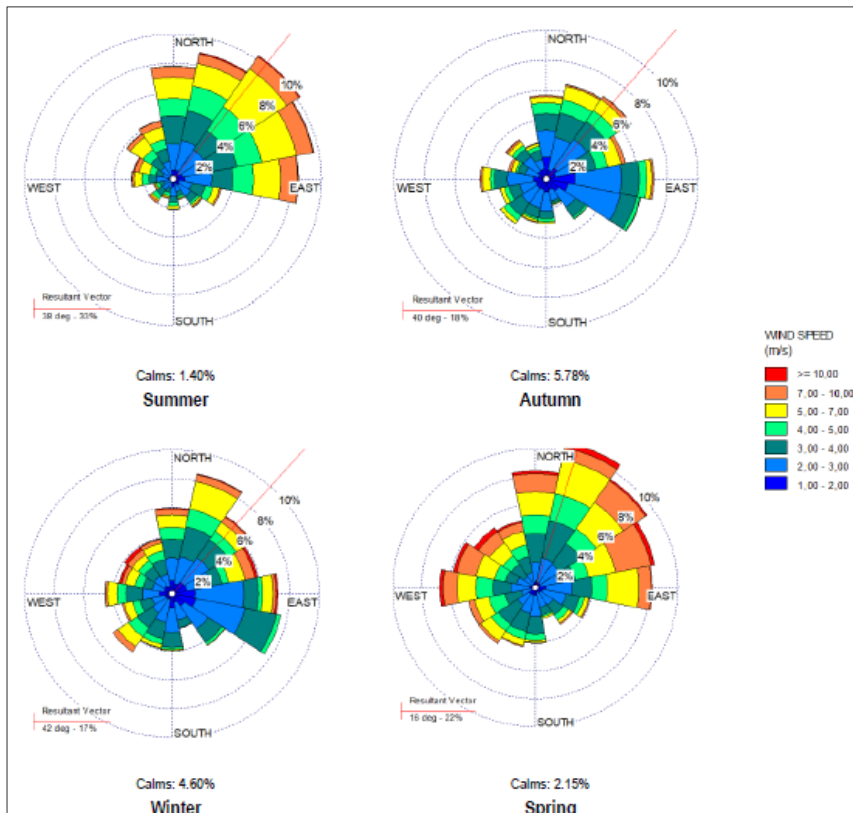 NORTH
10%
8%
6%
4%
2%
WEST
EAST
Resultant Vector
38 deg - 33%
SOUTH
Calms: 1.40%
Summer
NORTH
10%
8%
6%
4%
2%
WEST
EAST
Resultant Vector
40 deg - 18%
SOUTH
Calms: 5.78%
Autumn
WIND SPEED
(m/s)
>= 10,00
7,00 - 10,00
5,00 - 7,00
4,00 - 5,00
3,00 - 4,00
2,00 - 3,00
1,00 - 2,00
NORTH
10%
8%
6%
4%
2%
WEST
EAST
Resultant Vector
42 deg - 17%
SOUTH
Calms: 4.60%
Winter
NORTH
10%
8%
6%
4%
2%
WEST
EAST
Resultant Vector
16 deg - 22%
SOUTH
Calms: 2.15%
Spring